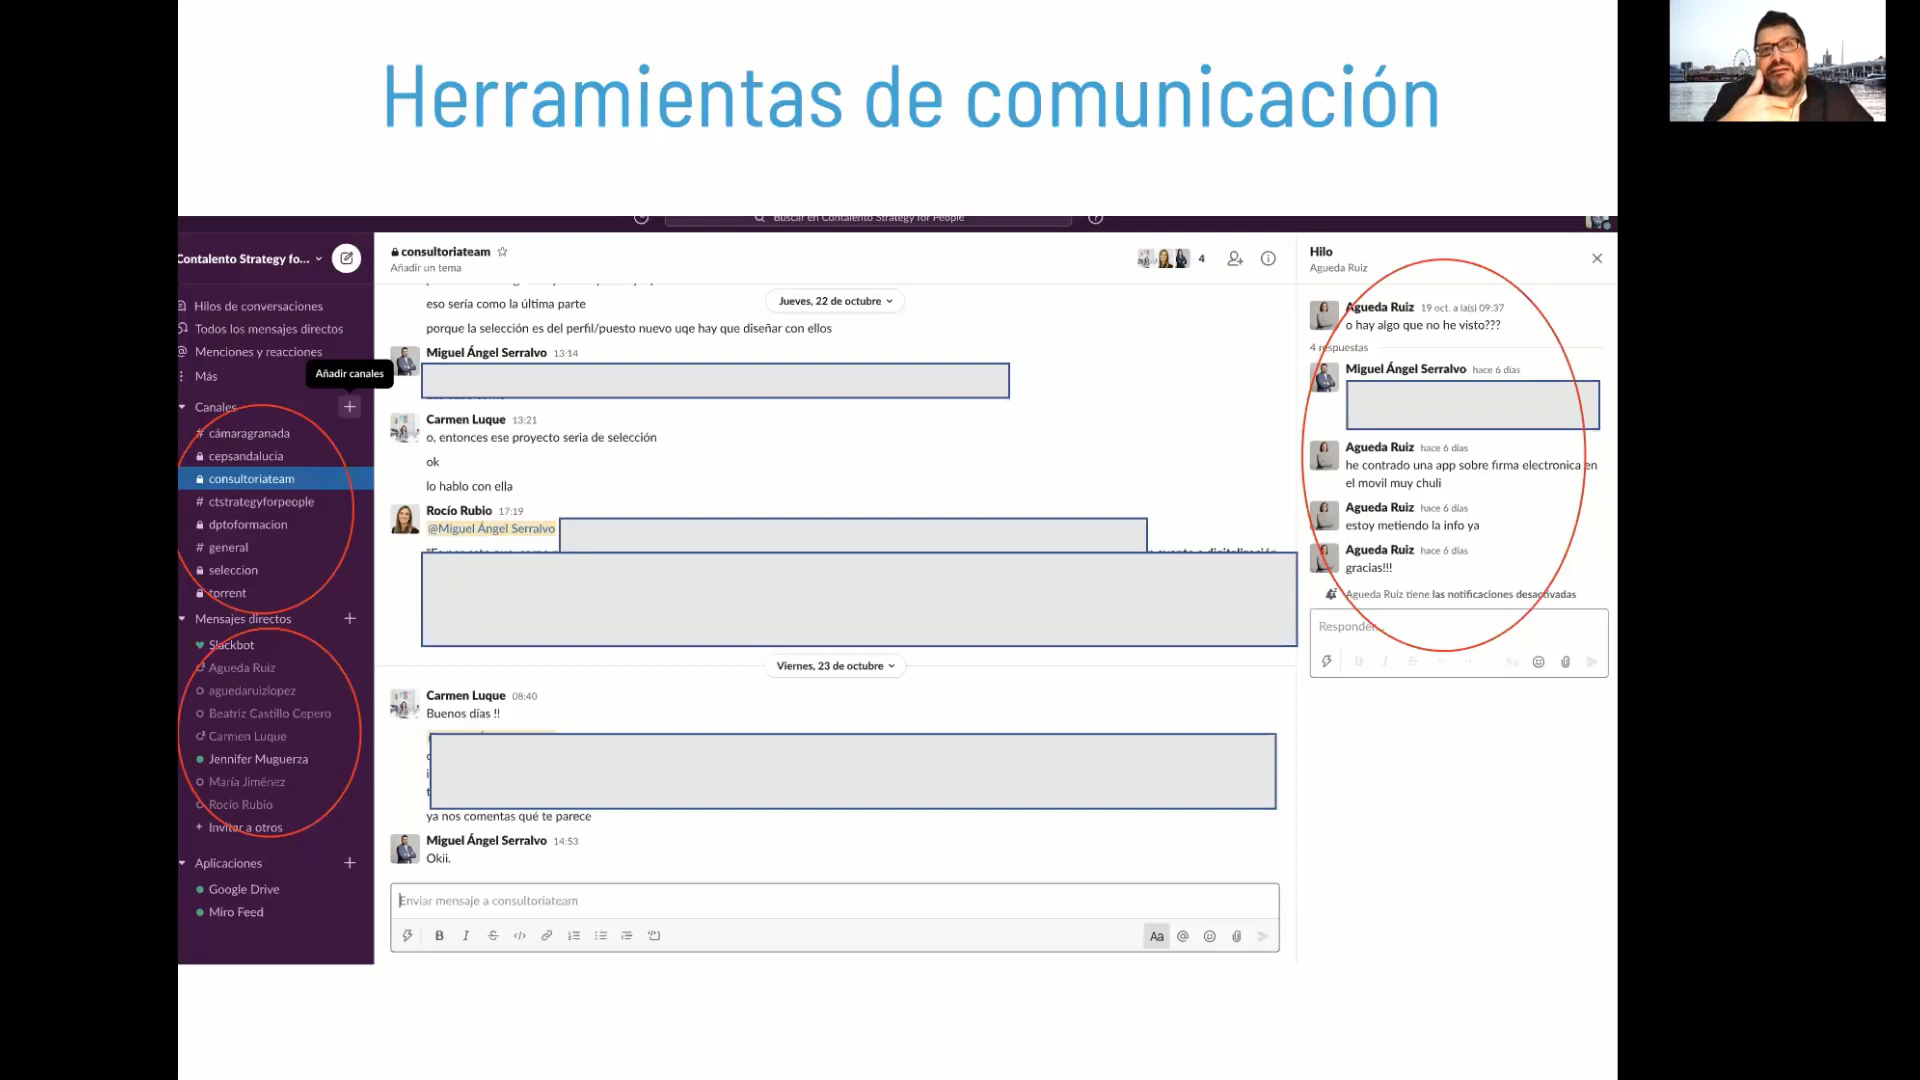 Herramientas de comunicación
Buscar en Contalento Strategy for People
Contalento Strategy fo...
Hilos de conversaciones
Todos los mensajes directos
Menciones y reacciones
Más
Añadir canales
Canales
# cámaragranada
cepsandalucia
consultoriateam
# ctstrategyforpeople
dptoformacion
# general
seleccion
torrent
Mensajes directos
Slackbot
Agueda Ruiz
aguedaruizlopez
Beatriz Castillo Cepero
Carmen Luque
Jennifer Muguerza
María Jiménez
Rocío Rubio
+ Invitar a otros
Aplicaciones
Google Drive
Miro Feed
consultoriateam
Añadir un tema
4
eso sería como la última parte
Jueves, 22 de octubre
porque la selección es del perfil/puesto nuevo uqe hay que diseñar con ellos
Miguel Ángel Serralvo 13:14
Carmen Luque 13:21
o, entonces ese proyecto seria de selección
ok
lo hablo con ella
Rocío Rubio 17:19
@Miguel Ángel Serralvo
Viernes, 23 de octubre
Carmen Luque 08:40
Buenos días !!
ya nos comentas qué te parece
Miguel Ángel Serralvo 14:53
Okii.
Enviar mensaje a consultoriateam
B I S </>
Aa @
Hilo
Agueda Ruiz
Agueda Ruiz 19 oct. a la(s) 09:37
o hay algo que no he visto???
4 respuestas
Miguel Ángel Serralvo hace 6 días
Agueda Ruiz hace 6 días
he contrado una app sobre firma electronica en
el movil muy chuli
Agueda Ruiz hace 6 días
estoy metiendo la info ya
Agueda Ruiz hace 6 días
gracias!!!
Agueda Ruiz tiene las notificaciones desactivadas
Responder...
B I S
Aa